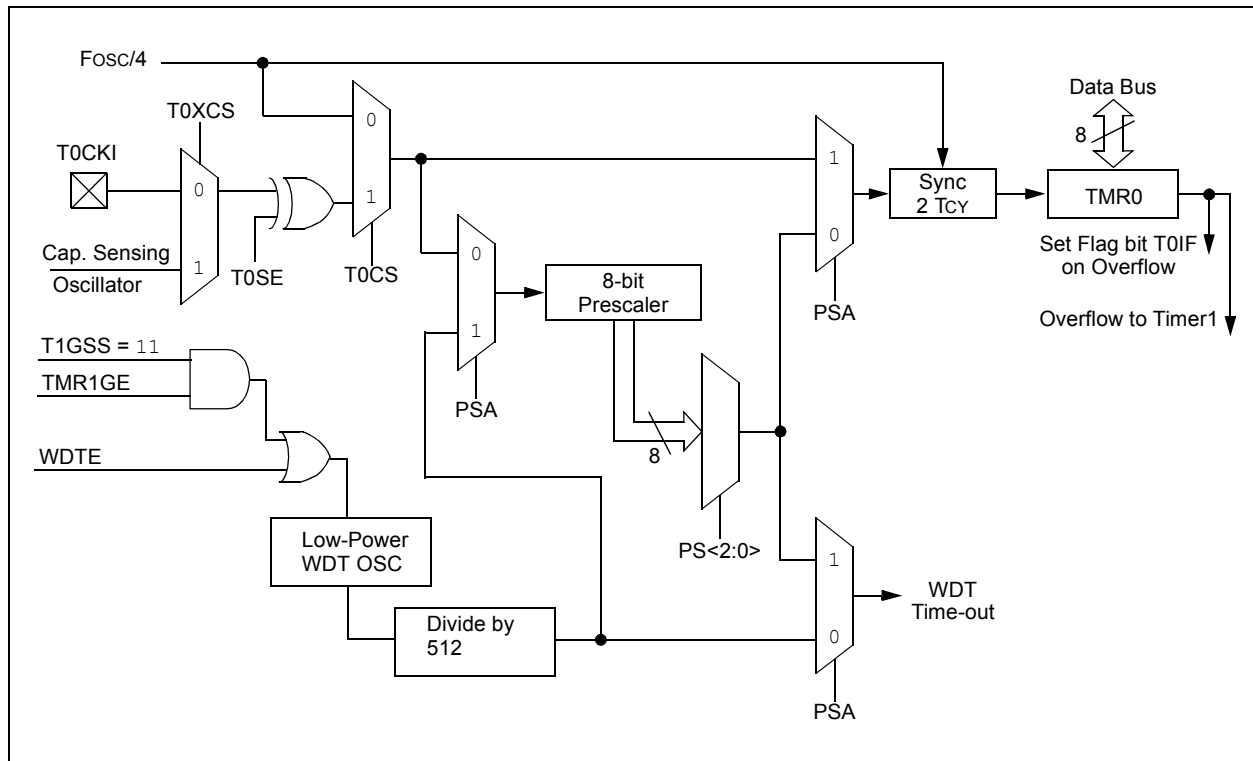 FOSC/4
T0XCS
T0CKI
0
1
Cap. Sensing
Oscillator
T0SE
0
1
T0CS
0
1
PSA
8-bit
Prescaler
8
PS<2:0>
1
0
PSA
Sync
2 TCY
Data Bus
8
TMR0
Set Flag bit T0IF
on Overflow
Overflow to Timer1
T1GSS = 11
TMR1GE
WDTE
Low-Power
WDT OSC
Divide by
512
1
0
PSA
WDT
Time-out